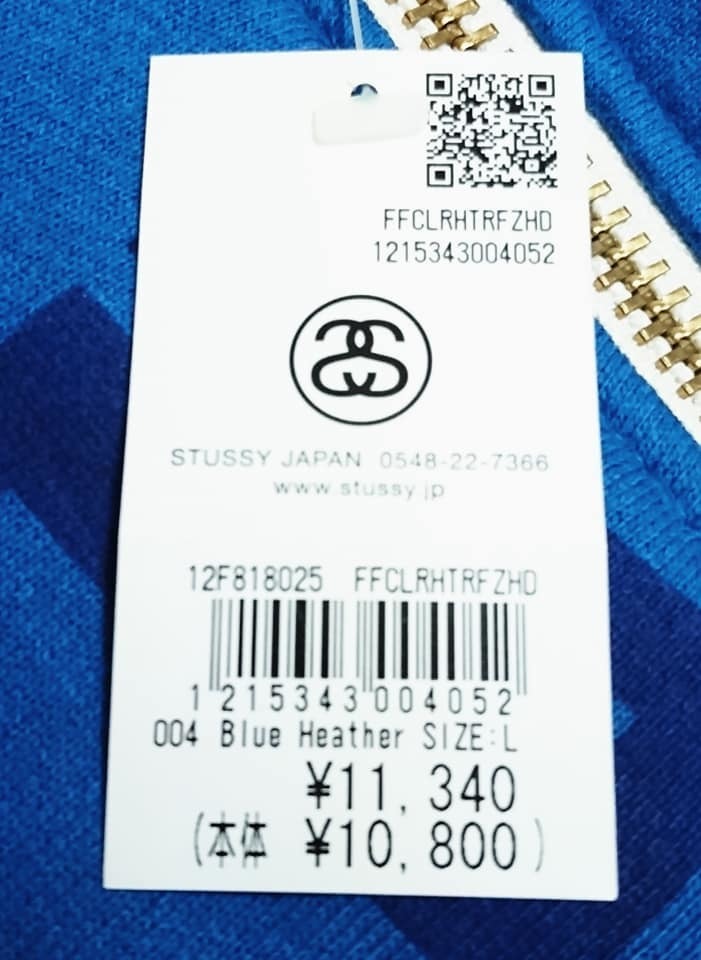 FFCLRHTRFZHD
1215343004052
STUSSY JAPAN 0548-22-7366
www.stussy.jp
12F818025 FFCLRHTRFZHD
1215343004052
004 Blue Heather SIZE:L
¥11,340
(本体 ¥10,800)